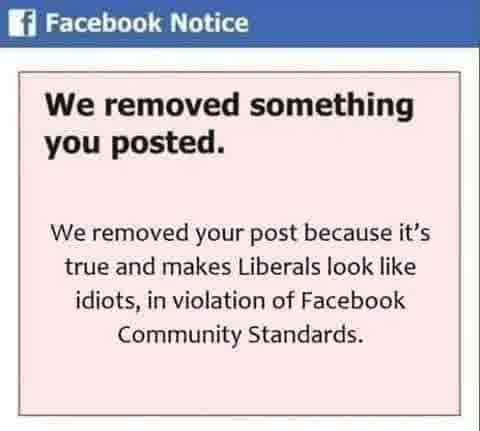 f Facebook Notice
We removed something
you posted.
We removed your post because it's
true and makes Liberals look like
idiots, in violation of Facebook
Community Standards.